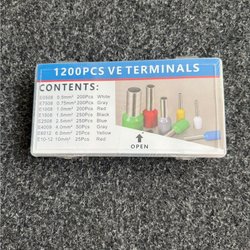 1200PCS VE TERMINALS
CONTENTS:
E0508 0.5mm² 200Pcs White
E7508 0.75mm² 200Pcs Gray
E1008 1.0mm² 200Pcs Red
E1508 1.5mm² 250Pcs Black
E2508 2.5mm² 250Pcs Blue
E4009 4.0mm² 50Pcs Gray
E6012 6.0mm² 25Pcs Yellow
E10-12 10mm² 25Pcs Red
OPEN